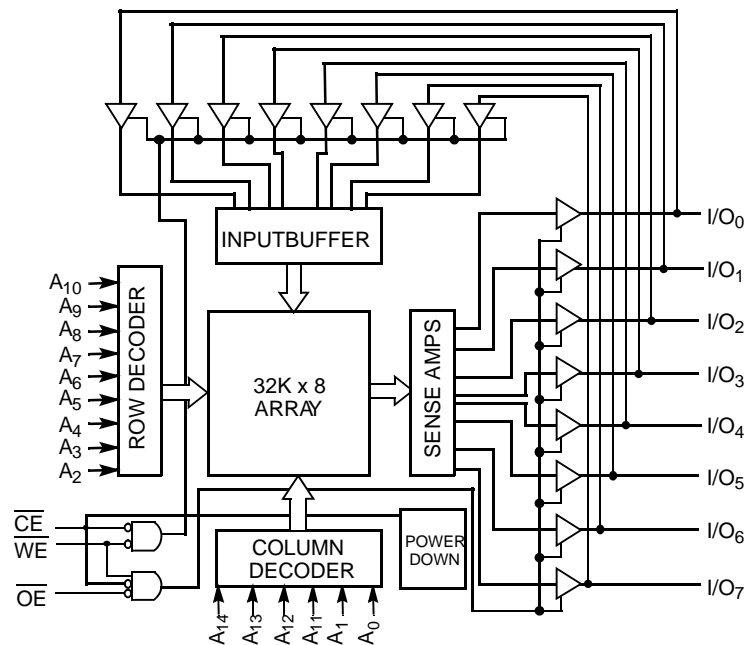 INPUTBUFFER
I/O0
I/O1
I/O2
I/O3
I/O4
I/O5
I/O6
I/O7
A10
A9
A8
A7
A6
A5
A4
A3
A2
ROW DECODER
32K x 8
ARRAY
SENSE AMPS
CE
WE
OE
COLUMN
DECODER
POWER
DOWN
A14
A13
A12
A11
A1
A0